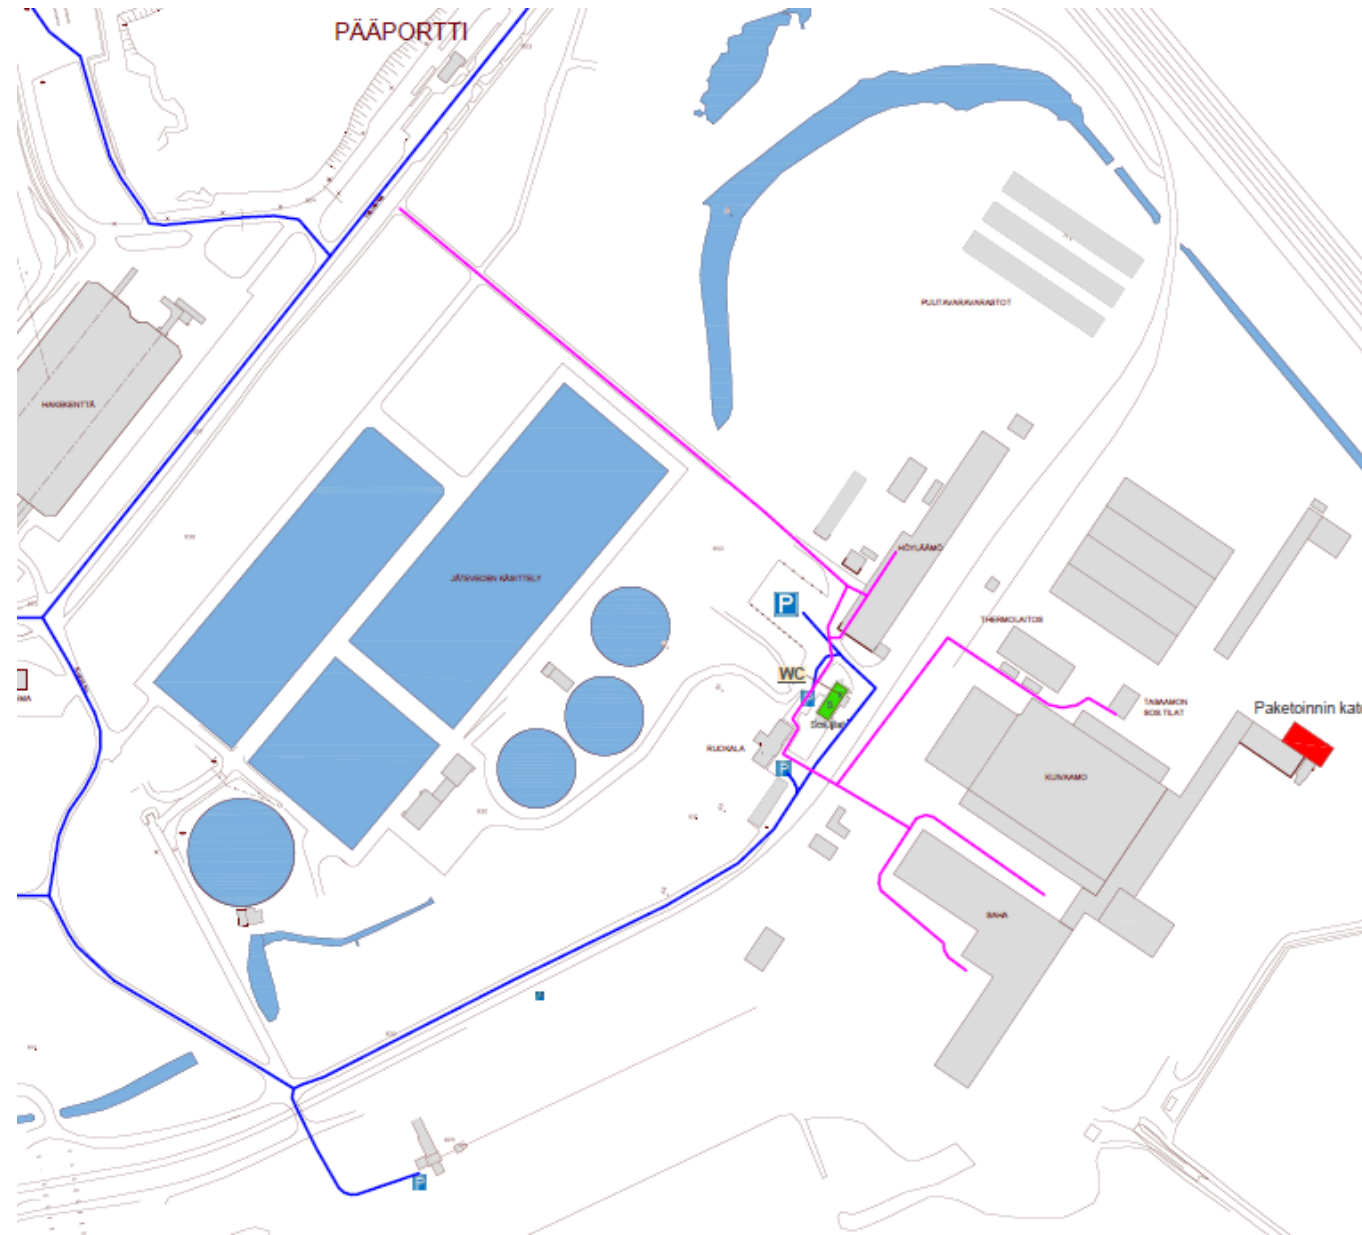 PÄÄPORTTI
PUUTAVARAVARASTOT
HAKEKENTTÄ
HÖYLÄÄMÖ
JÄTEVEDEN KÄSITTELY
P
THERMOLAITOS
WC
P
TASAAMON
SOS.TILAT
Paketoinnin kat
RUOKALA
P
KUIVAAMO
SAHA
P